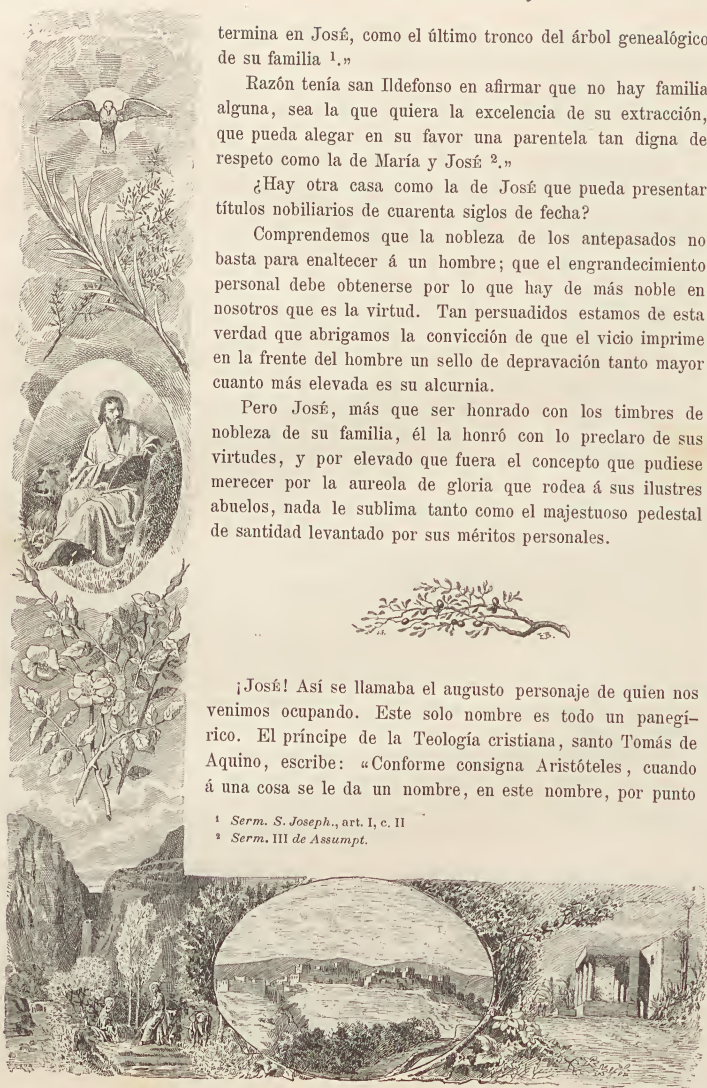 termina en José, como el último tronco del árbol genealógico
de su familia ¹.»
Razón tenía san Ildefonso en afirmar que no hay familia
alguna, sea la que quiera la excelencia de su extracción,
que pueda alegar en su favor una parentela tan digna de
respeto como la de María y José ².»
¿Hay otra casa como la de José que pueda presentar
títulos nobiliarios de cuarenta siglos de fecha?
Comprendemos que la nobleza de los antepasados no
basta para enaltecer á un hombre; que el engrandecimiento
personal debe obtenerse por lo que hay de más noble en
nosotros que es la virtud. Tan persuadidos estamos de esta
verdad que abrigamos la convicción de que el vicio imprime
en la frente del hombre un sello de depravación tanto mayor
cuanto más elevada es su alcurnia.
Pero José, más que ser honrado con los timbres de
nobleza de su familia, él la honró con lo preclaro de sus
virtudes, y por elevado que fuera el concepto que pudiese
merecer por la aureola de gloria que rodea á sus ilustres
abuelos, nada le sublima tanto como el majestuoso pedestal
de santidad levantado por sus méritos personales.
E.B.
¡José! Así se llamaba el augusto personaje de quien nos
venimos ocupando. Este solo nombre es todo un panegí-
rico. El príncipe de la Teología cristiana, santo Tomás de
Aquino, escribe: «Conforme consigna Aristóteles, cuando
á una cosa se le da un nombre, en este nombre, por punto
¹ Serm. S. Joseph., art. I, c. II
² Serm. III de Assumpt.